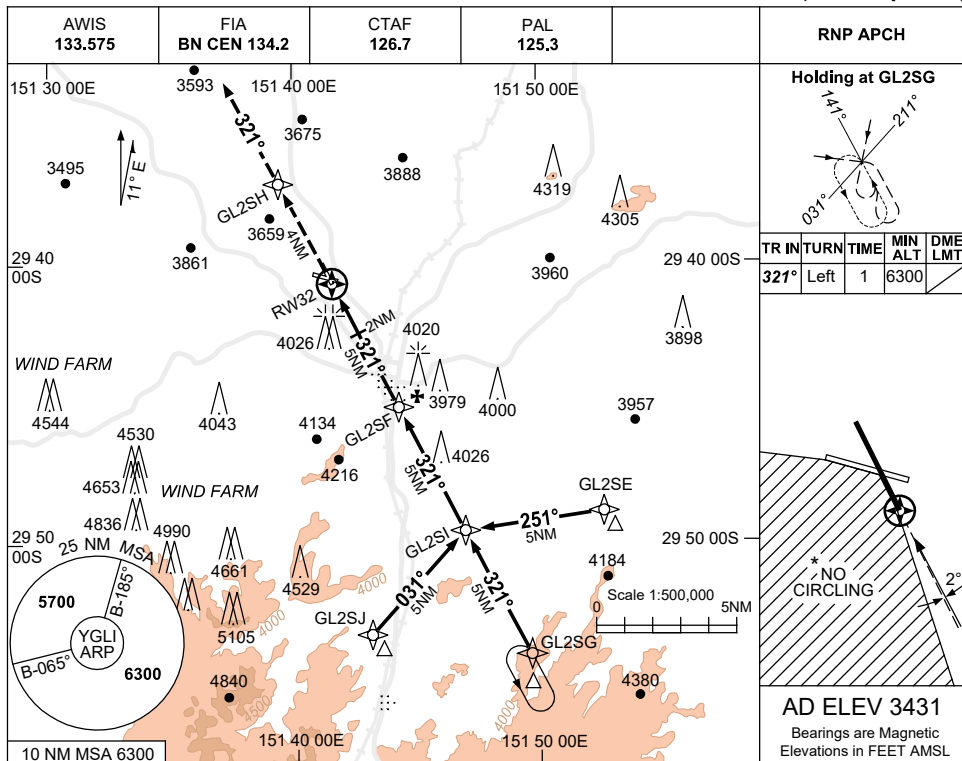 AWIS
133.575
FIA
BN CEN 134.2
CTAF
126.7
PAL
125.3
RNP APCH
151 30 00E
3593
151 40 00E
151 50 00E
Holding at GL2SG
141°
211°
031°
321°
3675
3495
11° E
3888
4319
4305
GL2SH
3659
4NM
3861
29 40
00S
3960
29 40 00S
TR IN
TURN
TIME
MIN
ALT
DME
LMT
321°
Left
1
6300
RW32
2NM
4020
4026
321°
5NM
3898
WIND FARM
4544
4043
3979
4000
3957
4134
GL2SF
4530
4216
4026
4653
WIND FARM
321°
5NM
GL2SE
4836
4990
GL2SI
251°
5NM
29 50
00S
29 50 00S
25 NM MSA
4661
4529
4000
4184
* NO
CIRCLING
2°
5700
B-185°
031°
5NM
321°
5NM
Scale 1:500,000
0
5NM
5105
4000
GL2SJ
YGLI
ARP
B-065°
6300
GL2SG
4840
4500
4000
4380
AD ELEV 3431
10 NM MSA 6300
151 40 00E
151 50 00E
Bearings are Magnetic
Elevations in FEET AMSL